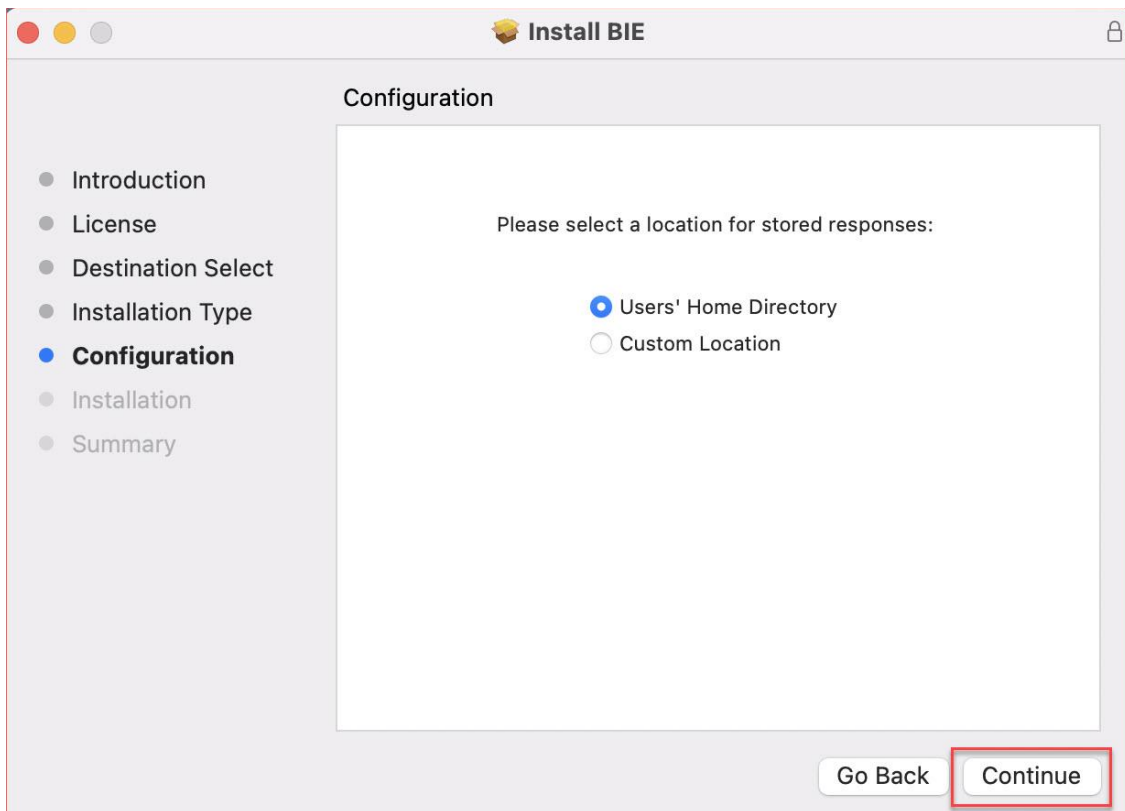 Install BIE
Configuration
Introduction
License
Destination Select
Installation Type
Configuration
Installation
Summary
Please select a location for stored responses:
Users' Home Directory
Custom Location
Go Back
Continue